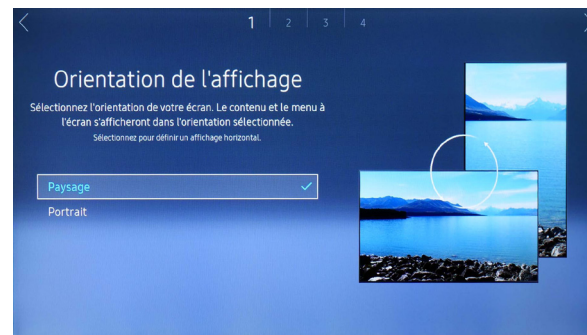 1 2 3 4
Orientation de l'affichage
Sélectionnez l'orientation de votre écran. Le contenu et le menu à
l'écran s'afficheront dans l'orientation sélectionnée.
Sélectionnez pour définir un affichage horizontal.
Paysage
Portrait